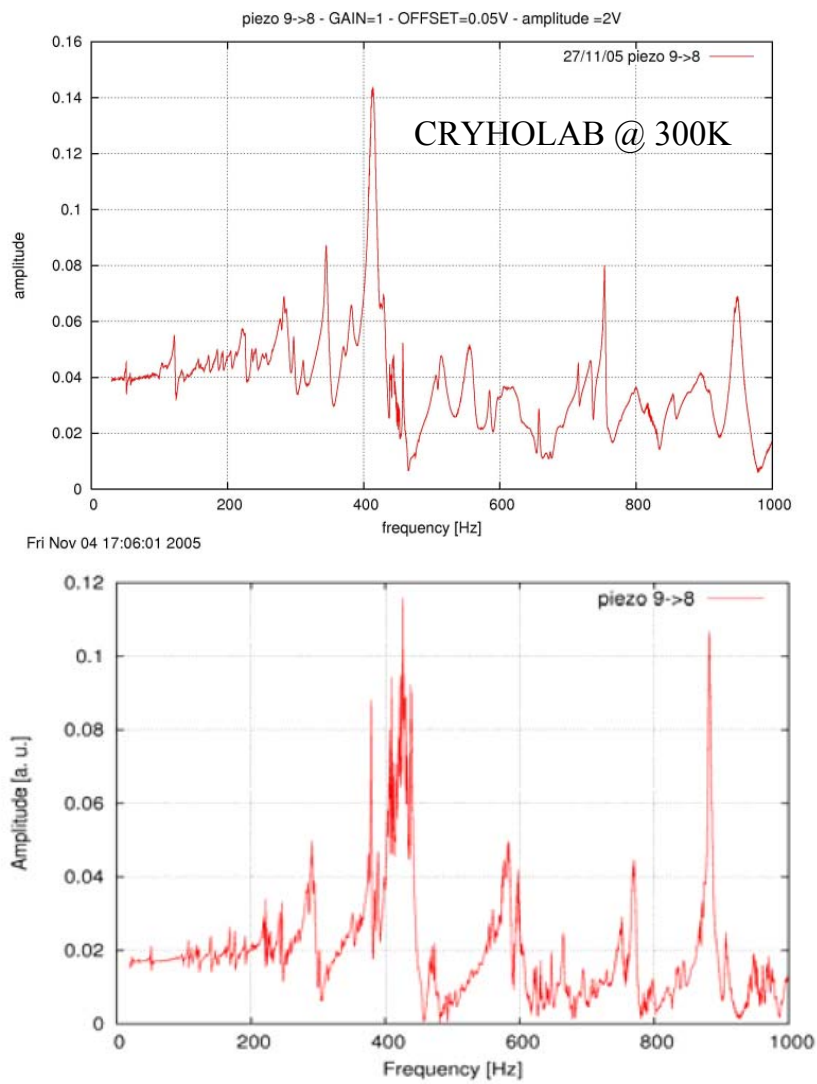 piezo 9->8 - GAIN=1 - OFFSET=0.05V - amplitude =2V
0.16
27/11/05 piezo 9->8
0.14
CRYHOLAB @ 300K
0.12
0.1
amplitude
0.08
0.06
0.04
0.02
0
0 200 400 600 800 1000
frequency [Hz]
Fri Nov 04 17:06:01 2005
0.12
piezo 9->8
0.1
0.08
Amplitude [a. u.]
0.06
0.04
0.02
0
0 200 400 600 800 1000
Frequency [Hz]